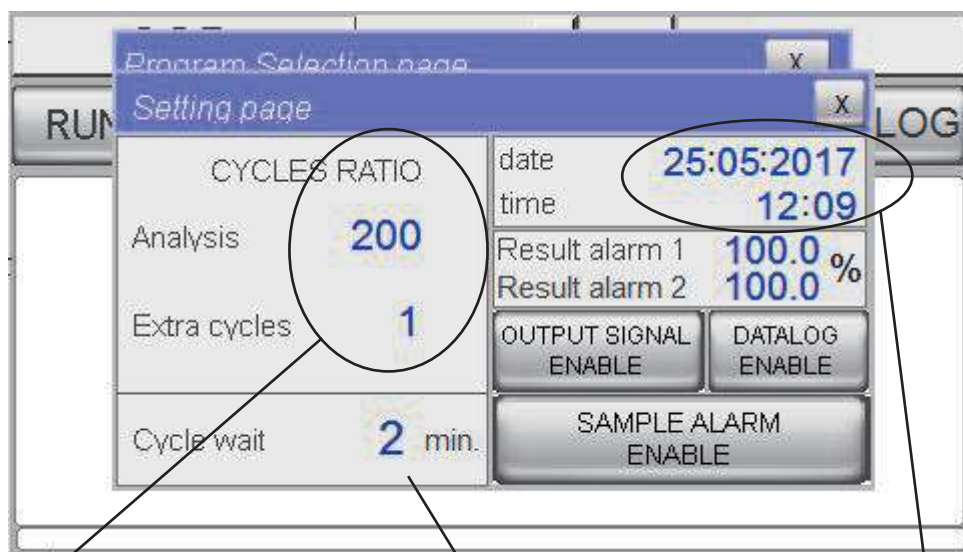 Program Selection page
X
Setting page
X
RUN
LOG
CYCLES RATIO
Analysis 200
Extra cycles 1
Cycle wait 2 min.
date 25:05:2017
time 12:09
Result alarm 1 100.0 %
Result alarm 2 100.0
OUTPUT SIGNAL
ENABLE
DATALOG
ENABLE
SAMPLE ALARM
ENABLE